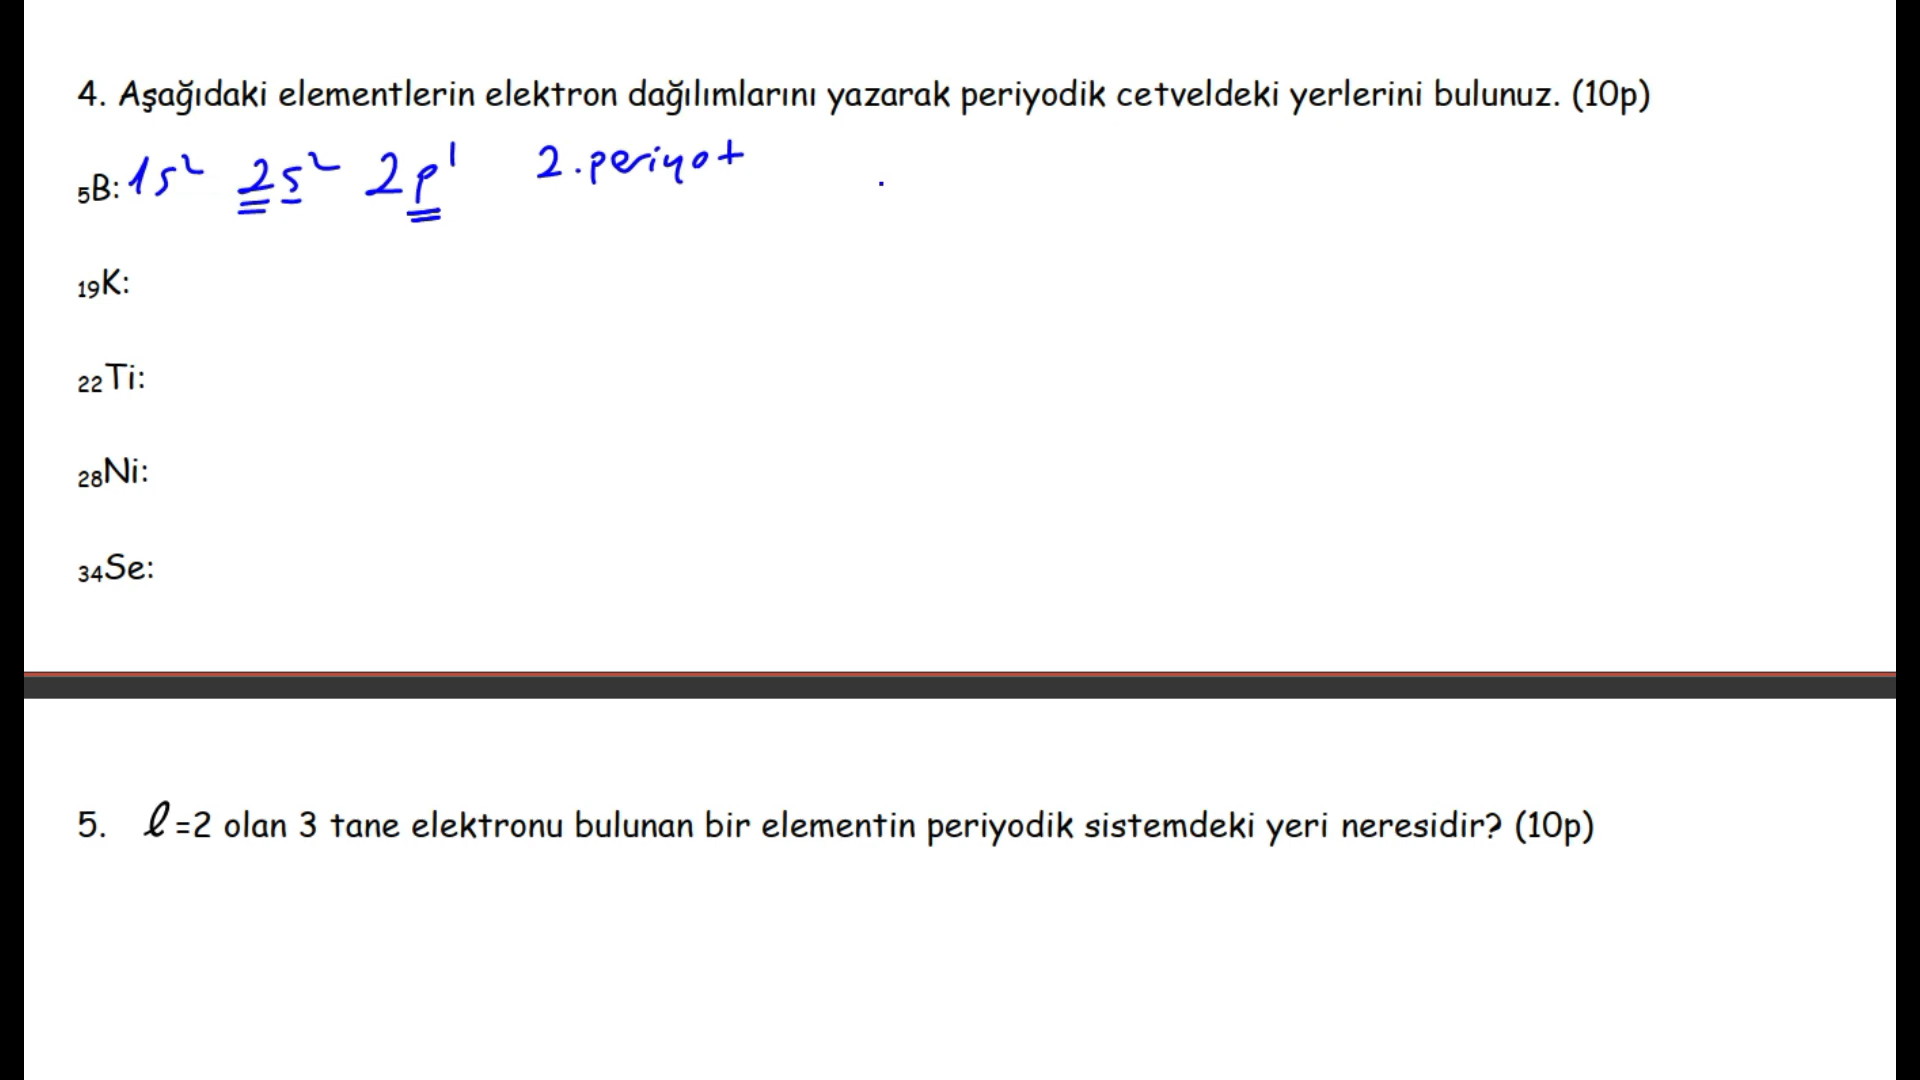 4. Aşağıdaki elementlerin elektron dağılımlarını yazarak periyodik cetveldeki yerlerini bulunuz. (10p)
₅B: 1s² 2s² 2p¹ 2.periyot
₁₉K:
₂₂Ti:
₂₈Ni:
₃₄Se:
5. ℓ=2 olan 3 tane elektronu bulunan bir elementin periyodik sistemdeki yeri neresidir? (10p)